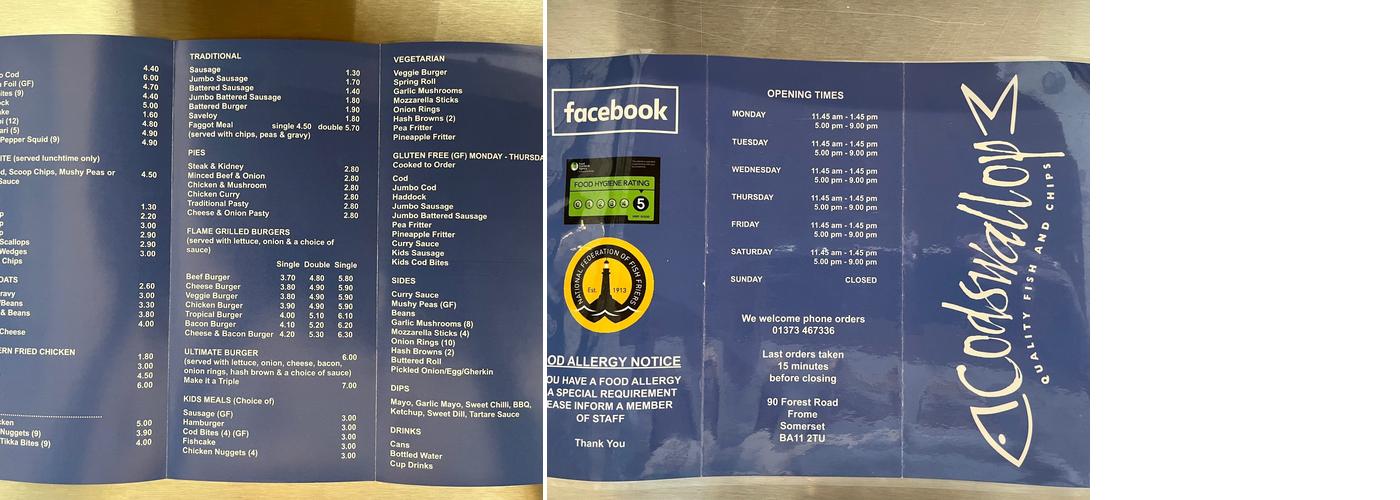 Cod 4.40
Foil (GF) 6.00
(9) 4.70
4.40
5.00
1.60
(12) 4.80
(5) 4.90
Pepper Squid (9) 4.90
(served lunchtime only)
Scoop Chips, Mushy Peas or 4.50
Sauce
1.30
2.20
3.00
2.90
Scallops 2.90
Wedges 3.00
Chips
2.60
3.00
/Beans 3.30
& Beans 3.80
4.00
Cheese
FRIED CHICKEN
1.80
3.00
4.50
6.00
5.00
Nuggets (9) 3.90
Tikka Bites (9) 4.00
TRADITIONAL
Sausage 1.30
Jumbo Sausage 1.70
Battered Sausage 1.40
Jumbo Battered Sausage 1.80
Battered Burger 1.90
Saveloy 1.80
Faggot Meal single 4.50 double 5.70
(served with chips, peas & gravy)
PIES
Steak & Kidney 2.80
Minced Beef & Onion 2.80
Chicken & Mushroom 2.80
Chicken Curry 2.80
Traditional Pasty 2.80
Cheese & Onion Pasty 2.80
FLAME GRILLED BURGERS
(served with lettuce, onion & a choice of
sauce)
Single Double Single
Beef Burger 3.70 4.80 5.80
Cheese Burger 3.80 4.90 5.90
Veggie Burger 3.80 4.90 5.90
Chicken Burger 3.90 4.90 5.90
Tropical Burger 4.00 5.10 6.10
Bacon Burger 4.10 5.20 6.20
Cheese & Bacon Burger 4.20 5.30 6.30
ULTIMATE BURGER 6.00
(served with lettuce, onion, cheese, bacon,
onion rings, hash brown & a choice of sauce)
Make it a Triple 7.00
KIDS MEALS (Choice of)
Sausage (GF) 3.00
Hamburger 3.00
Cod Bites (4) (GF) 3.00
Fishcake 3.00
Chicken Nuggets (4) 3.00
VEGETARIAN
Veggie Burger
Spring Roll
Garlic Mushrooms
Mozzarella Sticks
Onion Rings
Hash Browns (2)
Pea Fritter
Pineapple Fritter
GLUTEN FREE (GF) MONDAY - THURSDA
Cooked to Order
Cod
Jumbo Cod
Haddock
Jumbo Sausage
Jumbo Battered Sausage
Pea Fritter
Pineapple Fritter
Curry Sauce
Kids Sausage
Kids Cod Bites
SIDES
Curry Sauce
Mushy Peas (GF)
Beans
Garlic Mushrooms (8)
Mozzarella Sticks (4)
Onion Rings (10)
Hash Browns (2)
Buttered Roll
Pickled Onion/Egg/Gherkin
DIPS
Mayo, Garlic Mayo, Sweet Chilli, BBQ,
Ketchup, Sweet Dill, Tartare Sauce
DRINKS
Cans
Bottled Water
Cup Drinks
facebook
FOOD HYGIENE RATING
0 1 2 3 4 5
VERY GOOD
NATIONAL FEDERATION OF FISH FRIERS
Est. 1913
OD ALLERGY NOTICE
OU HAVE A FOOD ALLERGY
A SPECIAL REQUIREMENT
EASE INFORM A MEMBER
OF STAFF
Thank You
OPENING TIMES
MONDAY 11.45 am - 1.45 pm
5.00 pm - 9.00 pm
TUESDAY 11.45 am - 1.45 pm
5.00 pm - 9.00 pm
WEDNESDAY 11.45 am - 1.45 pm
5.00 pm - 9.00 pm
THURSDAY 11.45 am - 1.45 pm
5.00 pm - 9.00 pm
FRIDAY 11.45 am - 1.45 pm
5.00 pm - 9.00 pm
SATURDAY 11.45 am - 1.45 pm
5.00 pm - 9.00 pm
SUNDAY CLOSED
We welcome phone orders
01373 467336
Last orders taken
15 minutes
before closing
90 Forest Road
Frome
Somerset
BA11 2TU
Codswallop
QUALITY FISH AND CHIPS